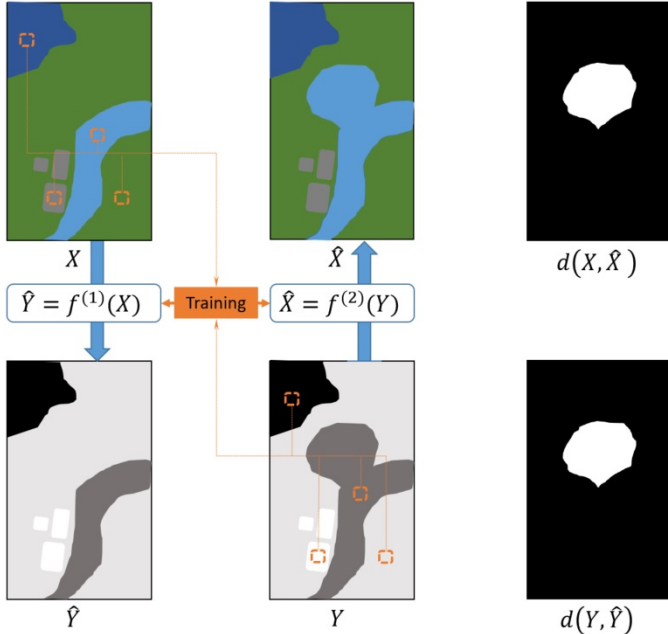 X
X̂
d(X, X̂)
Ŷ = f⁽¹⁾(X)
Training
X̂ = f⁽²⁾(Y)
Ŷ
Y
d(Y, Ŷ)